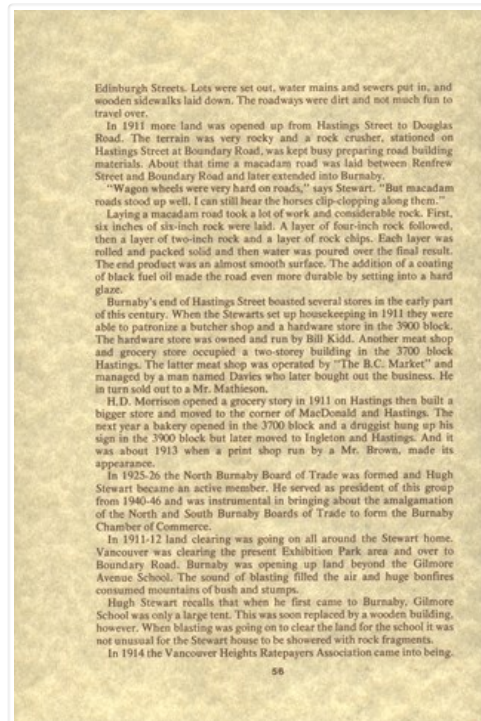 Edinburgh Streets. Lots were set out, water mains and sewers put in, and
wooden sidewalks laid down. The roadways were dirt and not much fun to
travel over.
In 1911 more land was opened up from Hastings Street to Douglas
Road. The terrain was very rocky and a rock crusher, stationed on
Hastings Street at Boundary Road, was kept busy preparing road building
materials. About that time a macadam road was laid between Renfrew
Street and Boundary Road and later extended into Burnaby.
"Wagon wheels were very hard on roads," says Stewart. "But macadam
roads stood up well. I can still hear the horses clip-clopping along them."
Laying a macadam road took a lot of work and considerable rock. First,
six inches of six-inch rock were laid. A layer of four-inch rock followed,
then a layer of two-inch rock and a layer of rock chips. Each layer was
rolled and packed solid and then water was poured over the final result.
The end product was an almost smooth surface. The addition of a coating
of black fuel oil made the road even more durable by setting into a hard
glaze.
Burnaby's end of Hastings Street boasted several stores in the early part
of this century. When the Stewarts set up housekeeping in 1911 they were
able to patronize a butcher shop and a hardware store in the 3900 block.
The hardware store was owned and run by Bill Kidd. Another meat shop
and grocery store occupied a two-storey building in the 3700 block
Hastings. The latter meat shop was operated by "The B.C. Market" and
managed by a man named Davies who later bought out the business. He
in turn sold out to a Mr. Mathieson.
H.D. Morrison opened a grocery story in 1911 on Hastings then built a
bigger store and moved to the corner of MacDonald and Hastings. The
next year a bakery opened in the 3700 block and a druggist hung up his
sign in the 3900 block but later moved to Ingleton and Hastings. And it
was about 1913 when a print shop run by a Mr. Brown, made its
appearance.
In 1925-26 the North Burnaby Board of Trade was formed and Hugh
Stewart became an active member. He served as president of this group
from 1940-46 and was instrumental in bringing about the amalgamation
of the North and South Burnaby Boards of Trade to form the Burnaby
Chamber of Commerce.
In 1911-12 land clearing was going on all around the Stewart home.
Vancouver was clearing the present Exhibition Park area and over to
Boundary Road. Burnaby was opening up land beyond the Gilmore
Avenue School. The sound of blasting filled the air and huge bonfires
consumed mountains of bush and stumps.
Hugh Stewart recalls that when he first came to Burnaby, Gilmore
School was only a large tent. This was soon replaced by a wooden building,
however. When blasting was going on to clear the land for the school it was
not unusual for the Stewart house to be showered with rock fragments.
In 1914 the Vancouver Heights Ratepayers Association came into being.
56